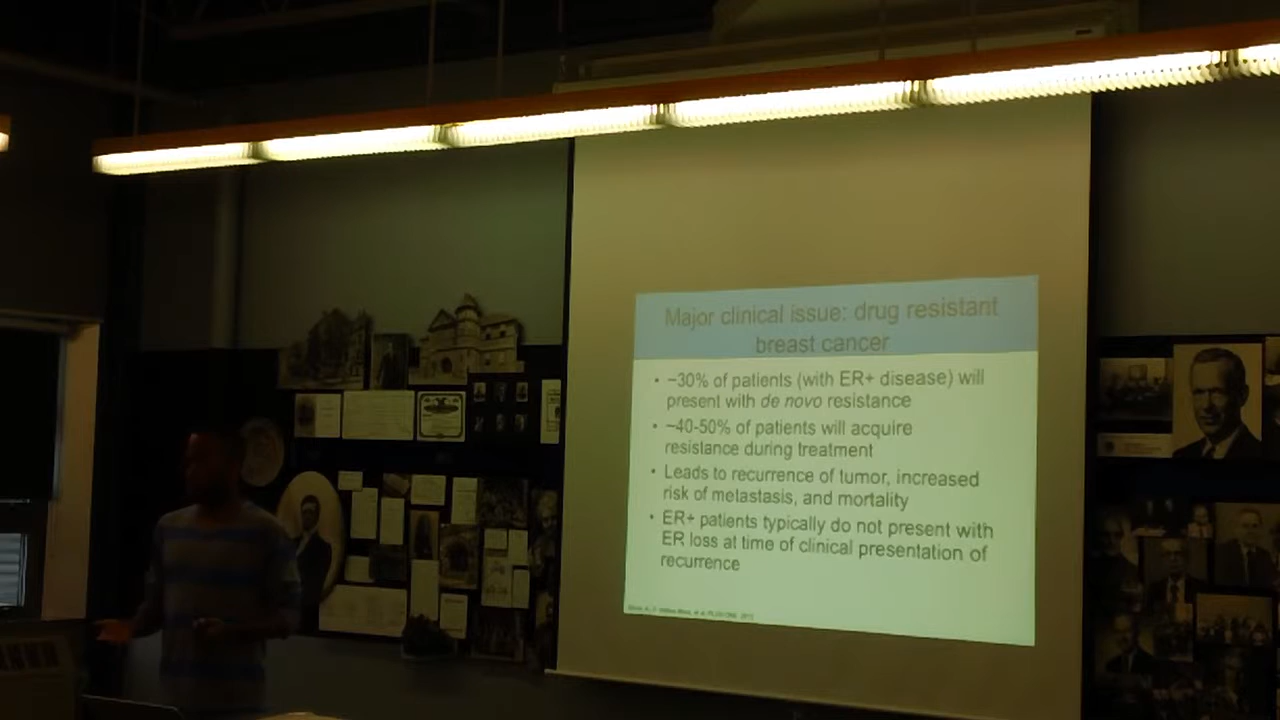 Major clinical issue: drug resistant
breast cancer
• ~30% of patients (with ER+ disease) will
present with de novo resistance
• ~40-50% of patients will acquire
resistance during treatment
• Leads to recurrence of tumor, increased
risk of metastasis, and mortality
• ER+ patients typically do not present with
ER loss at time of clinical presentation of
recurrence